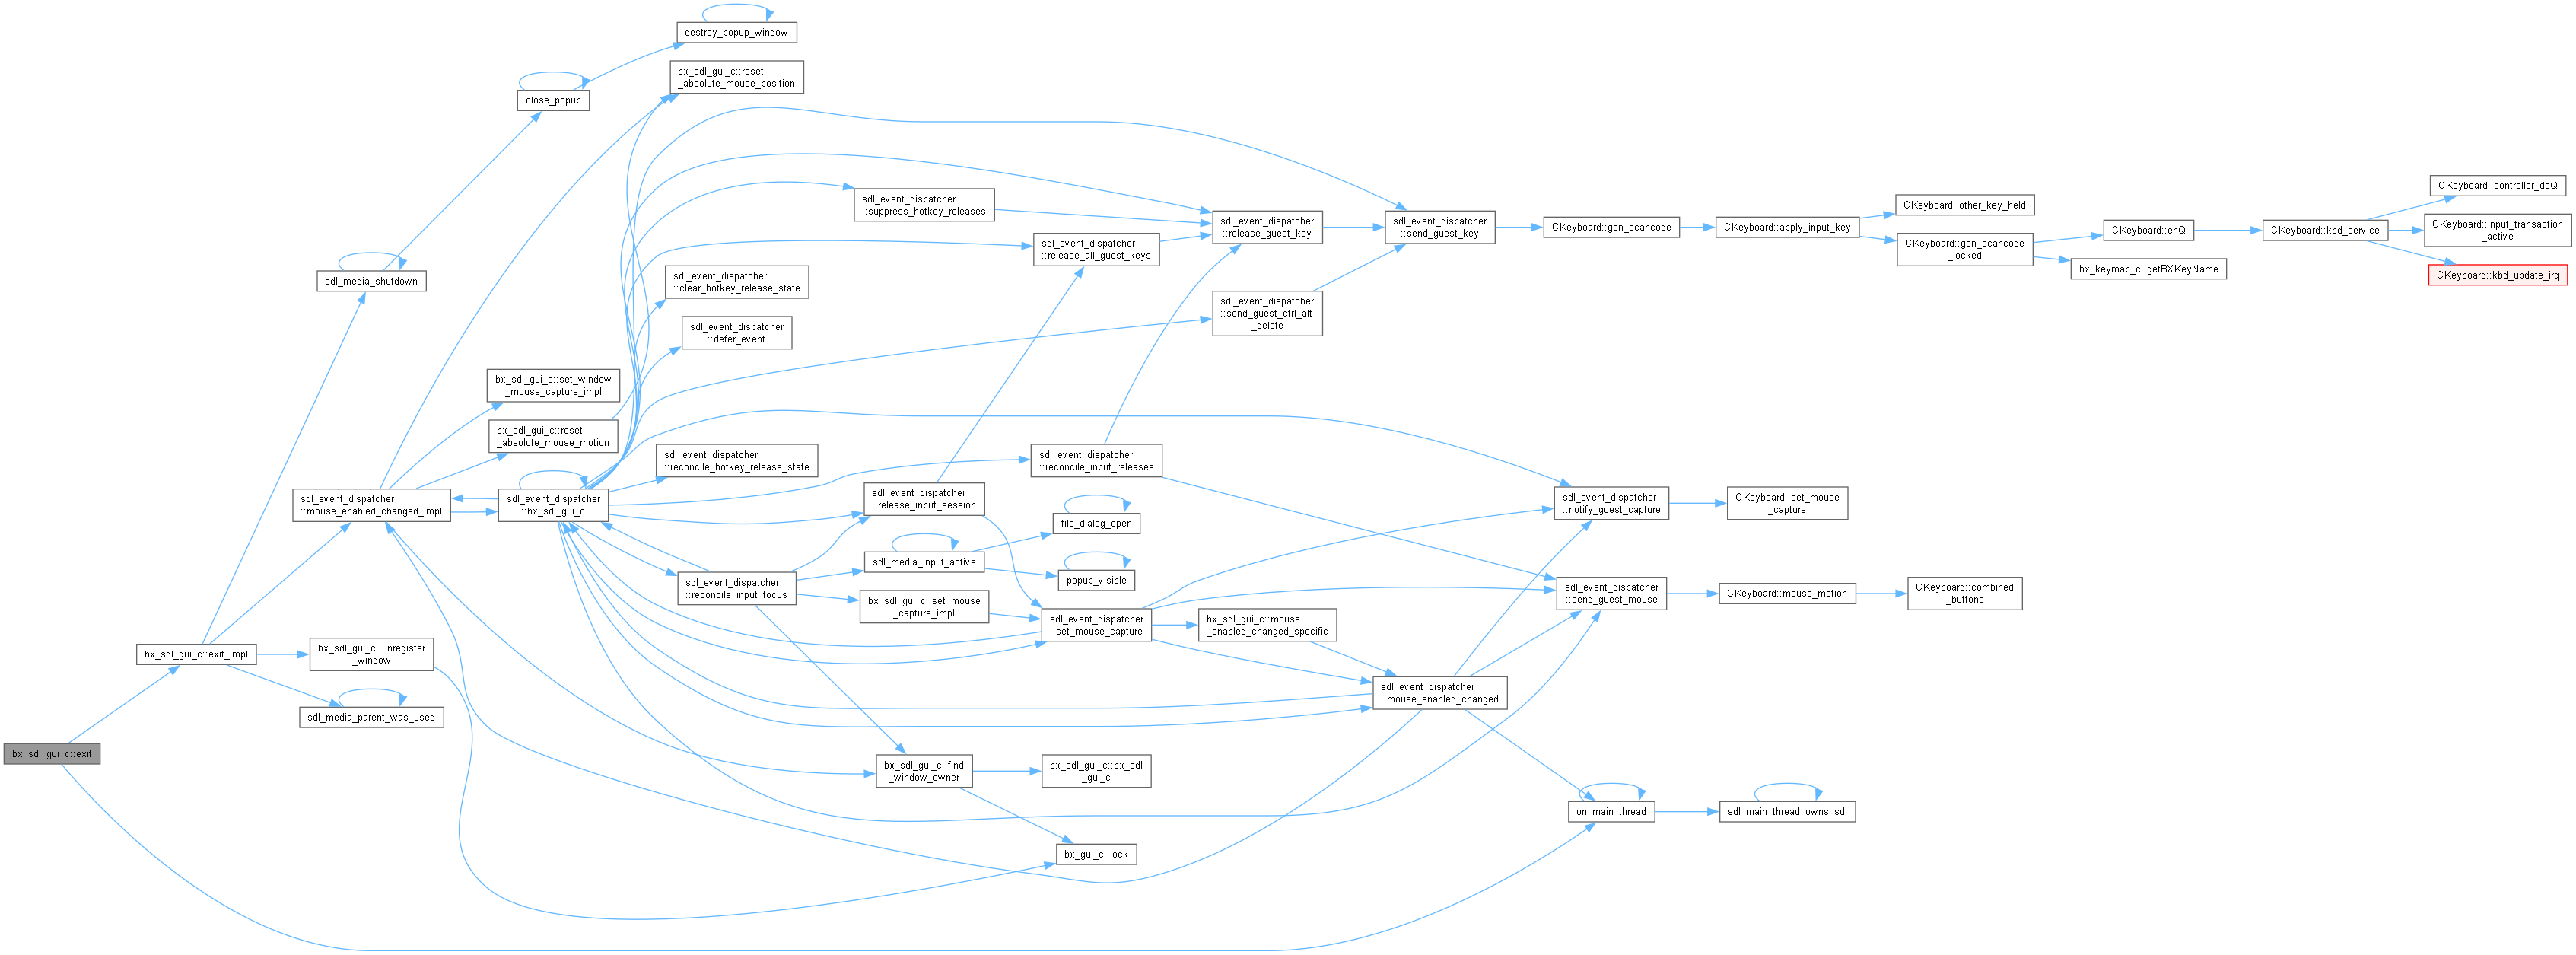 destroy_popup_window
bx_sdl_gui_c::reset
_absolute_mouse_position
close_popup
sdl_media_shutdown
bx_sdl_gui_c::set_window
_mouse_capture_impl
bx_sdl_gui_c::reset
_absolute_mouse_motion
sdl_event_dispatcher
::mouse_enabled_changed_impl
sdl_event_dispatcher
::bx_sdl_gui_c
bx_sdl_gui_c::exit_impl
bx_sdl_gui_c::unregister
_window
sdl_media_parent_was_used
bx_sdl_gui_c::exit
sdl_event_dispatcher
::suppress_hotkey_releases
sdl_event_dispatcher
::release_all_guest_keys
sdl_event_dispatcher
::clear_hotkey_release_state
sdl_event_dispatcher
::defer_event
sdl_event_dispatcher
::reconcile_hotkey_release_state
sdl_event_dispatcher
::reconcile_input_releases
sdl_event_dispatcher
::release_input_session
file_dialog_open
sdl_media_input_active
popup_visible
sdl_event_dispatcher
::reconcile_input_focus
bx_sdl_gui_c::set_mouse
_capture_impl
sdl_event_dispatcher
::set_mouse_capture
bx_sdl_gui_c::mouse
_enabled_changed_specific
bx_sdl_gui_c::find
_window_owner
bx_sdl_gui_c::bx_sdl
_gui_c
bx_gui_c::lock
sdl_event_dispatcher
::release_guest_key
sdl_event_dispatcher
::send_guest_ctrl_alt
_delete
sdl_event_dispatcher
::send_guest_key
CKeyboard::gen_scancode
CKeyboard::apply_input_key
CKeyboard::other_key_held
CKeyboard::gen_scancode
_locked
CKeyboard::enQ
bx_keymap_c::getBXKeyName
CKeyboard::kbd_service
CKeyboard::controller_deQ
CKeyboard::input_transaction
_active
CKeyboard::kbd_update_irq
sdl_event_dispatcher
::notify_guest_capture
CKeyboard::set_mouse
_capture
sdl_event_dispatcher
::send_guest_mouse
CKeyboard::mouse_motion
CKeyboard::combined
_buttons
sdl_event_dispatcher
::mouse_enabled_changed
on_main_thread
sdl_main_thread_owns_sdl